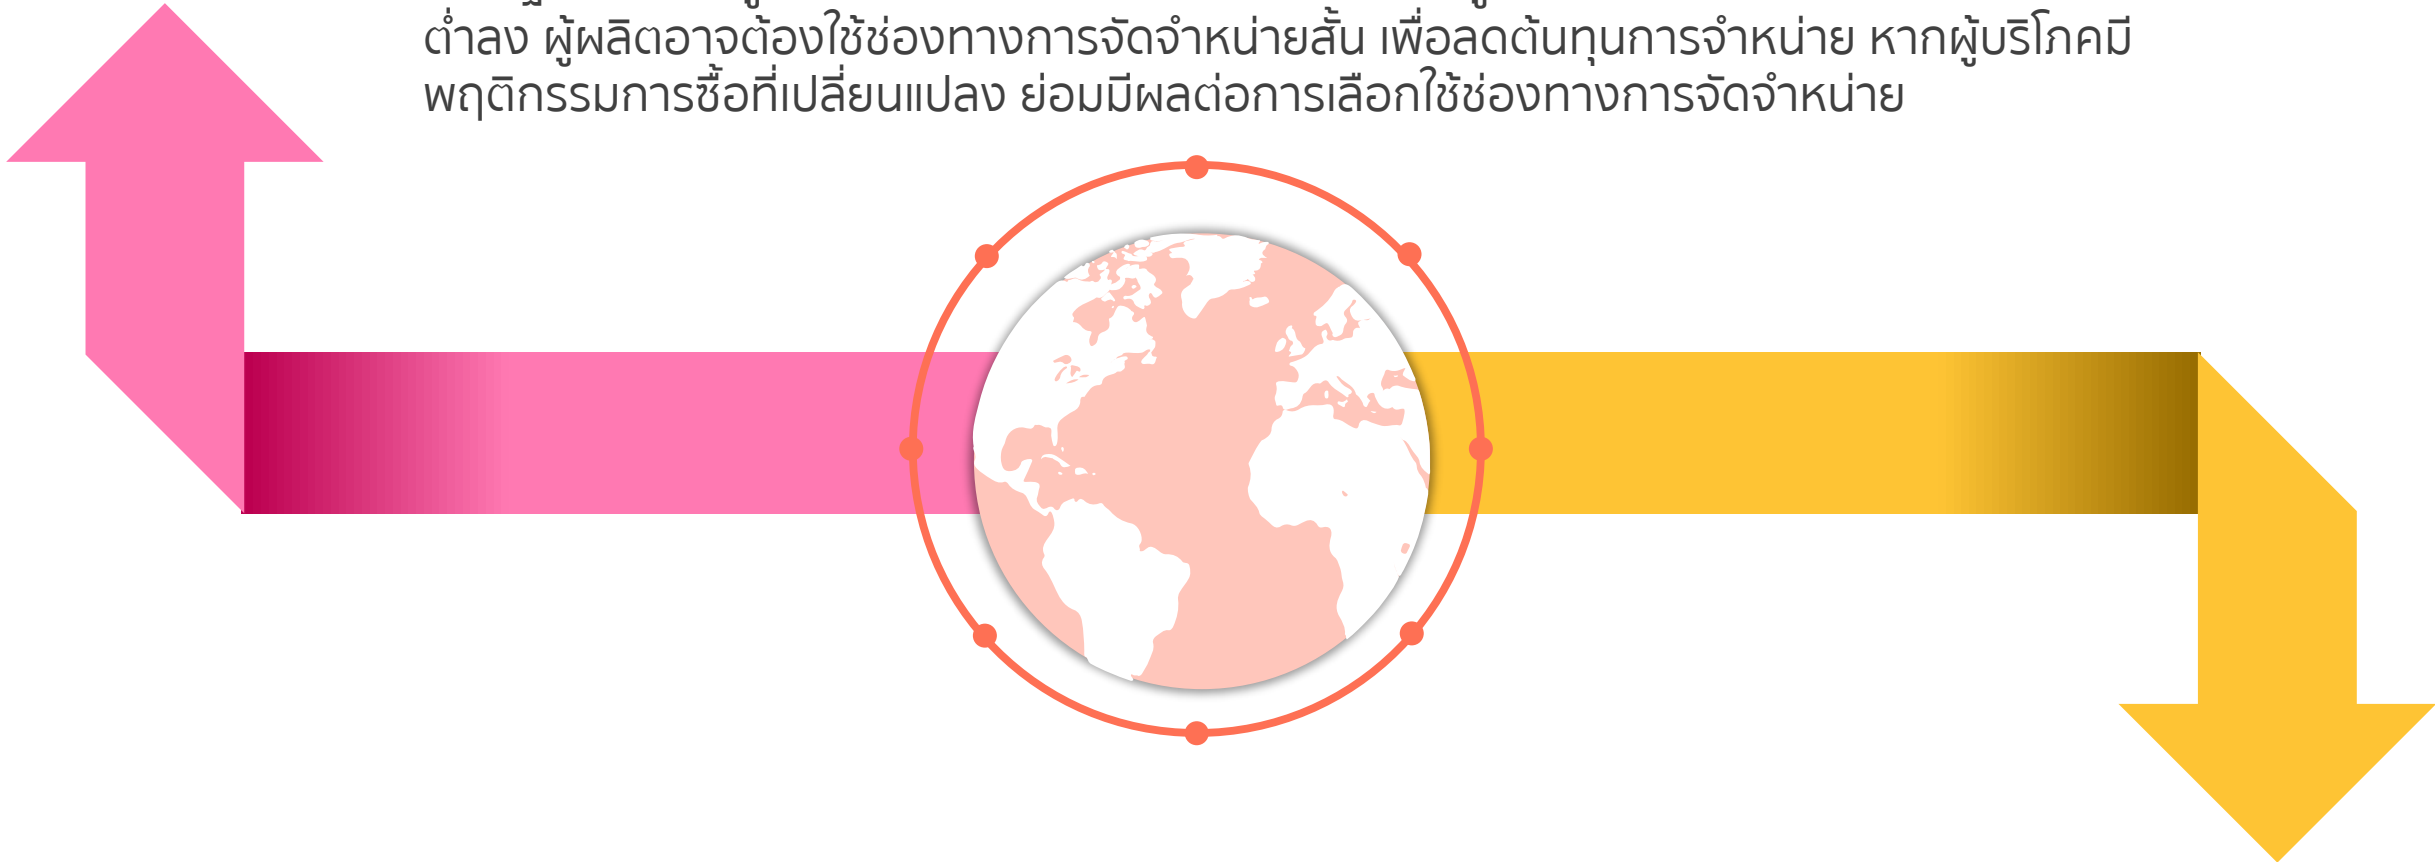 ต่ำลง ผู้ผลิตอาจต้องใช้ช่องทางการจัดจำหน่ายสั้น เพื่อลดต้นทุนการจำหน่าย หากผู้บริโภคมี
พฤติกรรมการซื้อที่เปลี่ยนแปลง ย่อมมีผลต่อการเลือกใช้ช่องทางการจัดจำหน่าย